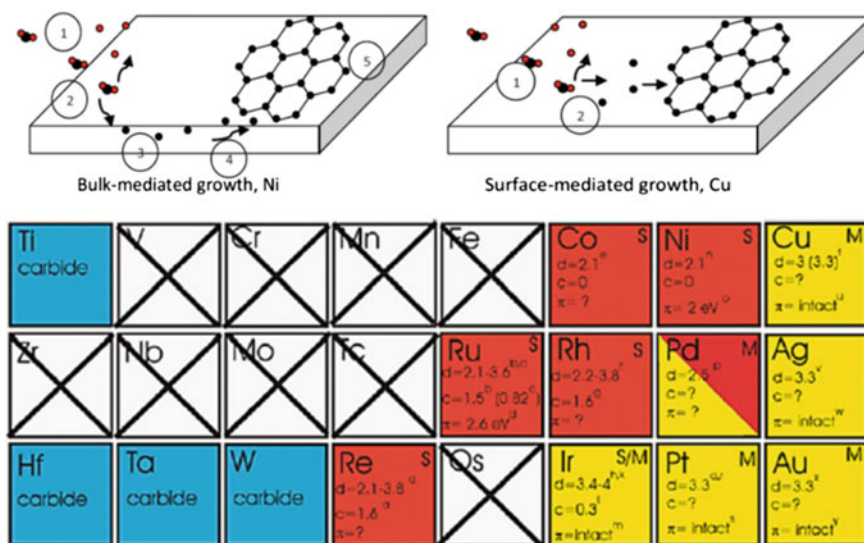 1
1
5
2
2
3
4
Bulk-mediated growth, Ni
Surface-mediated growth, Cu
Ti
carbide
V
Cr
Mn
Fe
Co S
d=2.1
c=0
π= ?
Ni S
d=2.1
c=0
π= 2 eV
Cu M
d=3 (3.3)
c=?
π= intact
Zr
Nb
Mo
Tc
Ru S
d=2.1-3.6
c=1.5 (0.82)
π= 2.6 eV
Rh S
d=2.2-3.8
c=1.6
π= ?
Pd M
d=2.5
c=?
π= ?
Ag M
d=3.3
c=?
π= intact
Hf
carbide
Ta
carbide
W
carbide
Re S
d=2.1-3.8
c=1.6
π=?
Os
Ir S/M
d=3.4-4
c=0.3
π=intact
Pt M
d=3.3
c=?
π= intact
Au M
d=3.3
c=?
π= intact